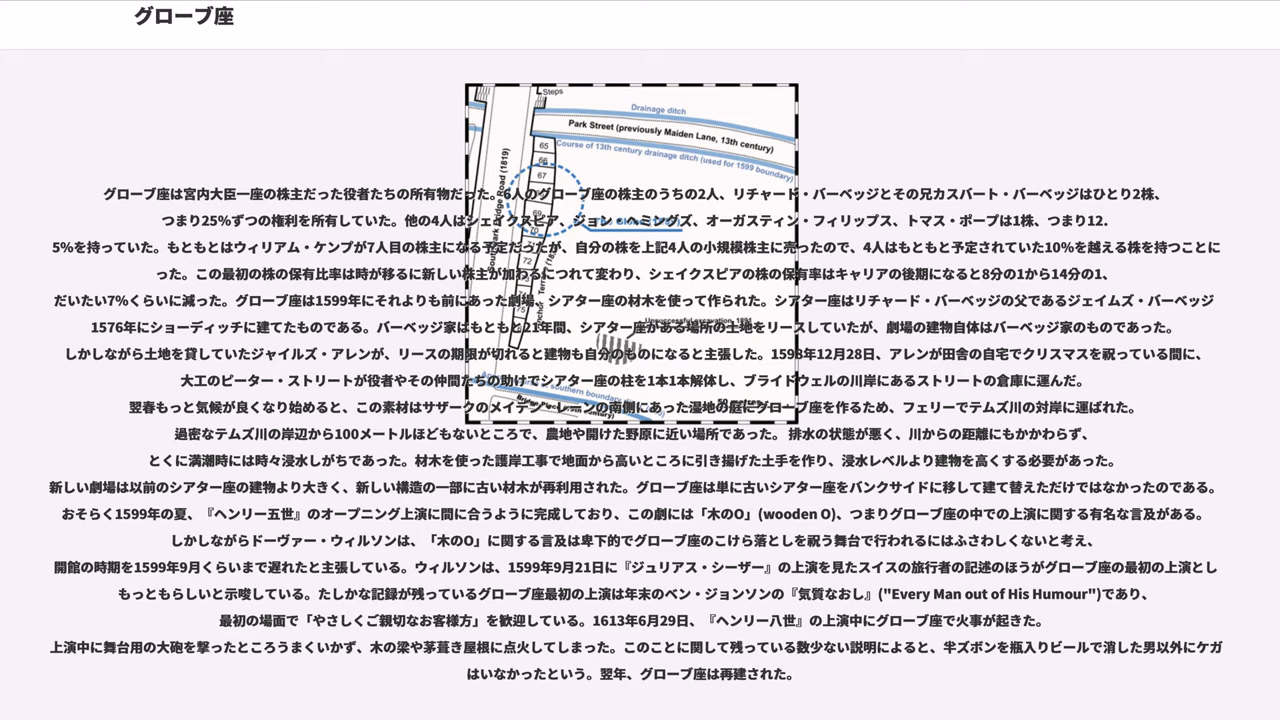 グローブ座
Steps
Drainage ditch
Park Street (previously Maiden Lane, 13th century)
Course of 13th century drainage ditch (used for 1599 boundary)
65
66
67
69
70
72
75
Bridge Road (1819)
グローブ座は宮内大臣一座の株主だった役者たちの所有物だった。6人のグローブ座の株主のうちの2人、リチャード・バーベッジとその兄カスバート・バーベッジはひとり2株、
つまり25%ずつの権利を所有していた。他の4人はシェイクスピア、ジョン・ヘミングズ、オーガスティン・フィリップス、トマス・ポープは1株、つまり12.
5%を持っていた。もともとはウィリアム・ケンプが7人目の株主になる予定だったが、自分の株を上記4人の小規模株主に売ったので、4人はもともと予定されていた10%を越える株を持つことに
った。この最初の株の保有比率は時が移るに新しい株主が加わるにつれて変わり、シェイクスピアの株の保有率はキャリアの後期になると8分の1から14分の1、
だいたい7%くらいに減った。グローブ座は1599年にそれよりも前にあった劇場、シアター座の材木を使って作られた。シアター座はリチャード・バーベッジの父であるジェイムズ・バーベッジ
1576年にショーディッチに建てたものである。バーベッジ家はもともと21年間、シアター座がある場所の土地をリースしていたが、劇場の建物自体はバーベッジ家のものであった。
Unsuccessful excavation, 1991
しかしながら土地を貸していたジャイルズ・アレンが、リースの期限が切れると建物も自分のものになると主張した。1598年12月28日、アレンが田舎の自宅でクリスマスを祝っている間に、
大工のピーター・ストリートが役者やその仲間たちの助けでシアター座の柱を1本1本解体し、ブライドウェルの川岸にあるストリートの倉庫に運んだ。
southern boundary
翌春もっと気候が良くなり始めると、この素材はサザークのメイデン・レーンの南側にあった湿地の庭にグローブ座を作るため、フェリーでテムズ川の対岸に運ばれた。
50 metres
過密なテムズ川の岸辺から100メートルほどもないところで、農地や開けた野原に近い場所であった。 排水の状態が悪く、川からの距離にもかかわらず、
とくに満潮時には時々浸水しがちであった。材木を使った護岸工事で地面から高いところに引き揚げた土手を作り、浸水レベルより建物を高くする必要があった。
新しい劇場は以前のシアター座の建物より大きく、新しい構造の一部に古い材木が再利用された。グローブ座は単に古いシアター座をバンクサイドに移して建て替えただけではなかったのである。
おそらく1599年の夏、『ヘンリー五世』のオープニング上演に間に合うように完成しており、この劇には「木のO」(wooden O)、つまりグローブ座の中での上演に関する有名な言及がある。
しかしながらドーヴァー・ウィルソンは、「木のO」に関する言及は卑下的でグローブ座のこけら落としを祝う舞台で行われるにはふさわしくないと考え、
開館の時期を1599年9月くらいまで遅れたと主張している。ウィルソンは、1599年9月21日に『ジュリアス・シーザー』の上演を見たスイスの旅行者の記述のほうがグローブ座の最初の上演とし
もっともらしいと示唆している。たしかな記録が残っているグローブ座最初の上演は年末のベン・ジョンソンの『気質なおし』("Every Man out of His Humour")であり、
最初の場面で「やさしくご親切なお客様方」を歓迎している。1613年6月29日、『ヘンリー八世』の上演中にグローブ座で火事が起きた。
上演中に舞台用の大砲を撃ったところうまくいかず、木の梁や茅葺き屋根に点火してしまった。このことに関して残っている数少ない説明によると、半ズボンを瓶入りビールで消した男以外にケガ
はいなかったという。翌年、グローブ座は再建された。